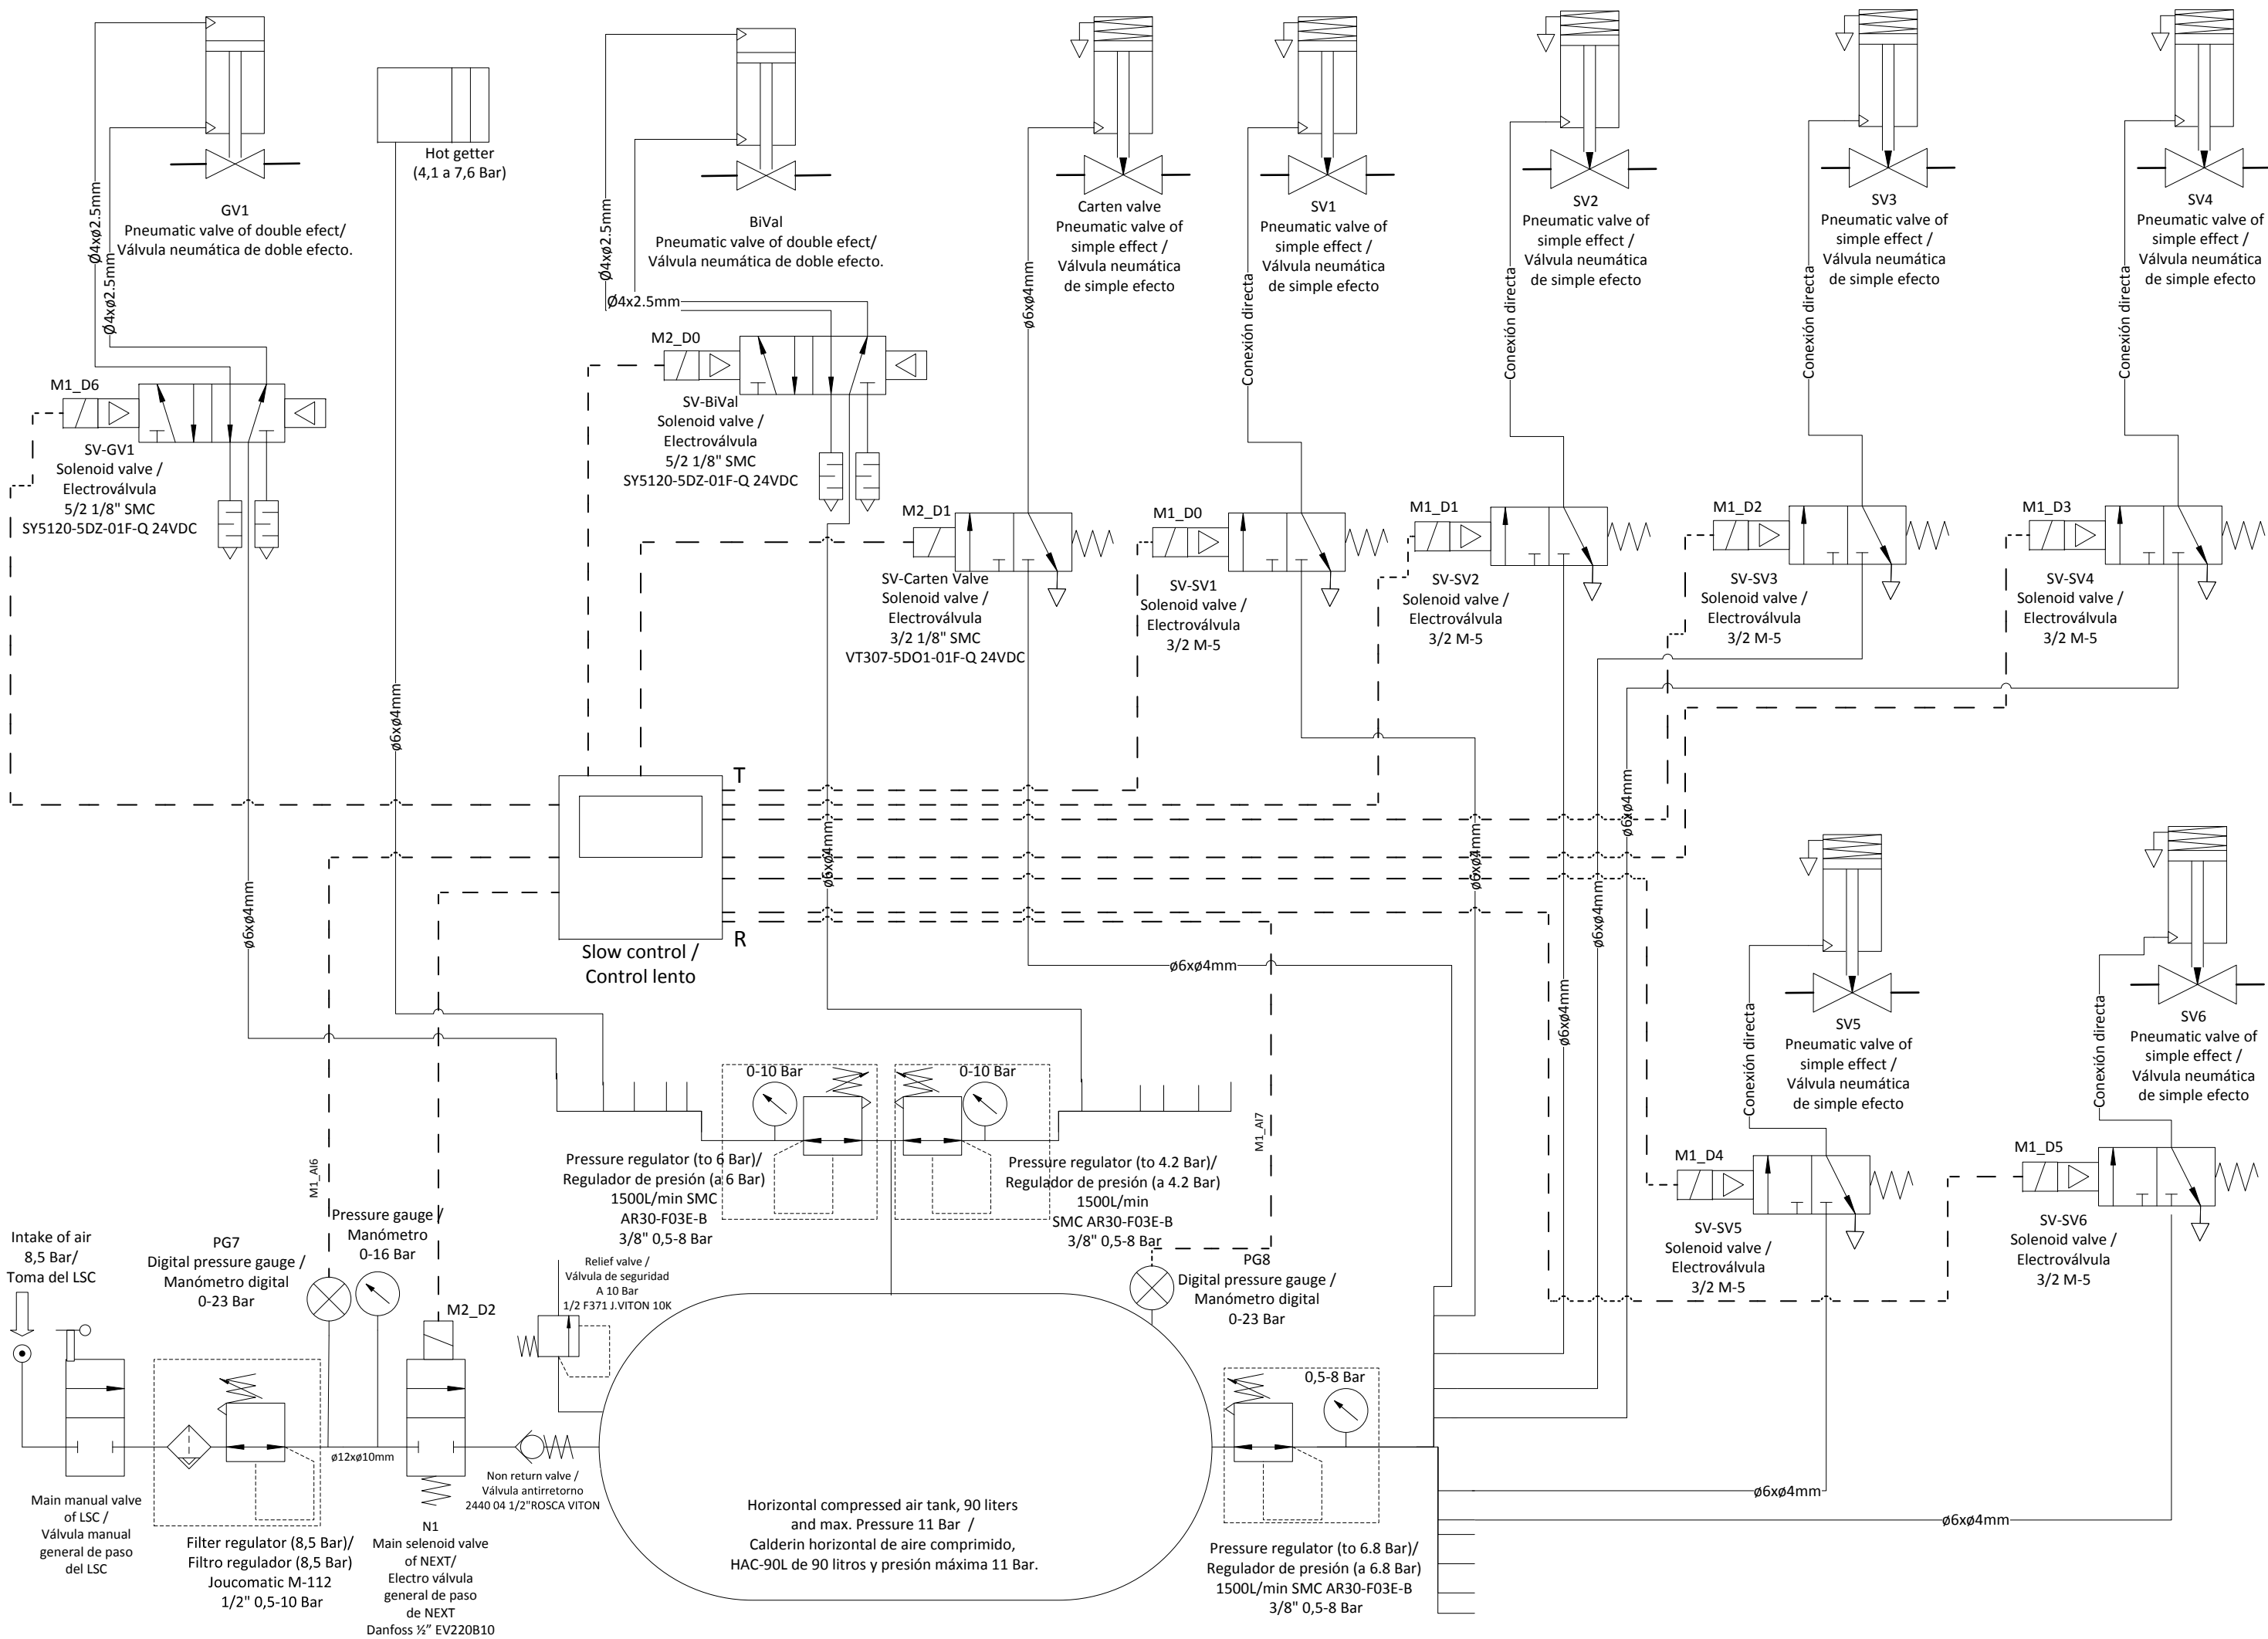 Ø4xø2.5mm
Ø4xø2.5mm
GV1
Pneumatic valve of double efect/
Válvula neumática de doble efecto.
Hot getter
(4,1 a 7,6 Bar)
Ø4xø2.5mm
Ø4x2.5mm
BiVal
Pneumatic valve of double efect/
Válvula neumática de doble efecto.
ø6xø4mm
Carten valve
Pneumatic valve of
simple effect /
Válvula neumática
de simple efecto
Conexión directa
SV1
Pneumatic valve of
simple effect /
Válvula neumática
de simple efecto
Conexión directa
SV2
Pneumatic valve of
simple effect /
Válvula neumática
de simple efecto
Conexión directa
SV3
Pneumatic valve of
simple effect /
Válvula neumática
de simple efecto
Conexión directa
SV4
Pneumatic valve of
simple effect /
Válvula neumática
de simple efecto
M1_D6
SV-GV1
Solenoid valve /
Electroválvula
5/2 1/8" SMC
SY5120-5DZ-01F-Q 24VDC
M2_D0
SV-BiVal
Solenoid valve /
Electroválvula
5/2 1/8" SMC
SY5120-5DZ-01F-Q 24VDC
M2_D1
SV-Carten Valve
Solenoid valve /
Electroválvula
3/2 1/8" SMC
VT307-5DO1-01F-Q 24VDC
M1_D0
SV-SV1
Solenoid valve /
Electroválvula
3/2 M-5
M1_D1
SV-SV2
Solenoid valve /
Electroválvula
3/2 M-5
M1_D2
SV-SV3
Solenoid valve /
Electroválvula
3/2 M-5
M1_D3
SV-SV4
Solenoid valve /
Electroválvula
3/2 M-5
ø6xø4mm
ø6xø4mm
T
R
Slow control /
Control lento
ø6xø4mm
ø6xø4mm
ø6xø4mm
ø6xø4mm
ø6xø4mm
ø6xø4mm
Conexión directa
SV5
Pneumatic valve of
simple effect /
Válvula neumática
de simple efecto
Conexión directa
SV6
Pneumatic valve of
simple effect /
Válvula neumática
de simple efecto
0-10 Bar
Pressure regulator (to 6 Bar)/
Regulador de presión (a 6 Bar)
1500L/min SMC
AR30-F03E-B
3/8" 0,5-8 Bar
0-10 Bar
Pressure regulator (to 4.2 Bar)/
Regulador de presión (a 4.2 Bar)
1500L/min
SMC AR30-F03E-B
3/8" 0,5-8 Bar
M1_AI7
M1_AI6
M1_D4
SV-SV5
Solenoid valve /
Electroválvula
3/2 M-5
M1_D5
SV-SV6
Solenoid valve /
Electroválvula
3/2 M-5
Intake of air
8,5 Bar/
Toma del LSC
PG7
Digital pressure gauge /
Manómetro digital
0-23 Bar
Pressure gauge /
Manómetro
0-16 Bar
M2_D2
Relief valve /
Válvula de seguridad
A 10 Bar
1/2 F371 J.VITON 10K
PG8
Digital pressure gauge /
Manómetro digital
0-23 Bar
0,5-8 Bar
ø12xø10mm
Main manual valve
of LSC /
Válvula manual
general de paso
del LSC
Filter regulator (8,5 Bar)/
Filtro regulador (8,5 Bar)
Joucomatic M-112
1/2" 0,5-10 Bar
N1
Main selenoid valve
of NEXT/
Electro válvula
general de paso
de NEXT
Danfoss ½” EV220B10
Non return valve /
Válvula antirretorno
2440 04 1/2"ROSCA VITON
Horizontal compressed air tank, 90 liters
and max. Pressure 11 Bar /
Calderin horizontal de aire comprimido,
HAC-90L de 90 litros y presión máxima 11 Bar.
Pressure regulator (to 6.8 Bar)/
Regulador de presión (a 6.8 Bar)
1500L/min SMC AR30-F03E-B
3/8" 0,5-8 Bar
ø6xø4mm
ø6xø4mm